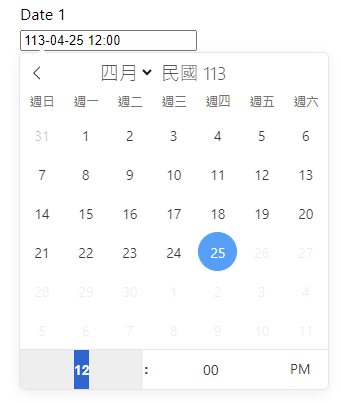 Date 1
113-04-25 12:00
四月 民國 113
週日 週一 週二 週三 週四 週五 週六
31 1 2 3 4 5 6
7 8 9 10 11 12 13
14 15 16 17 18 19 20
21 22 23 24 25 26 27
28 29 30 1 2 3 4
5 6 7 8 9 10 11
12 : 00 PM